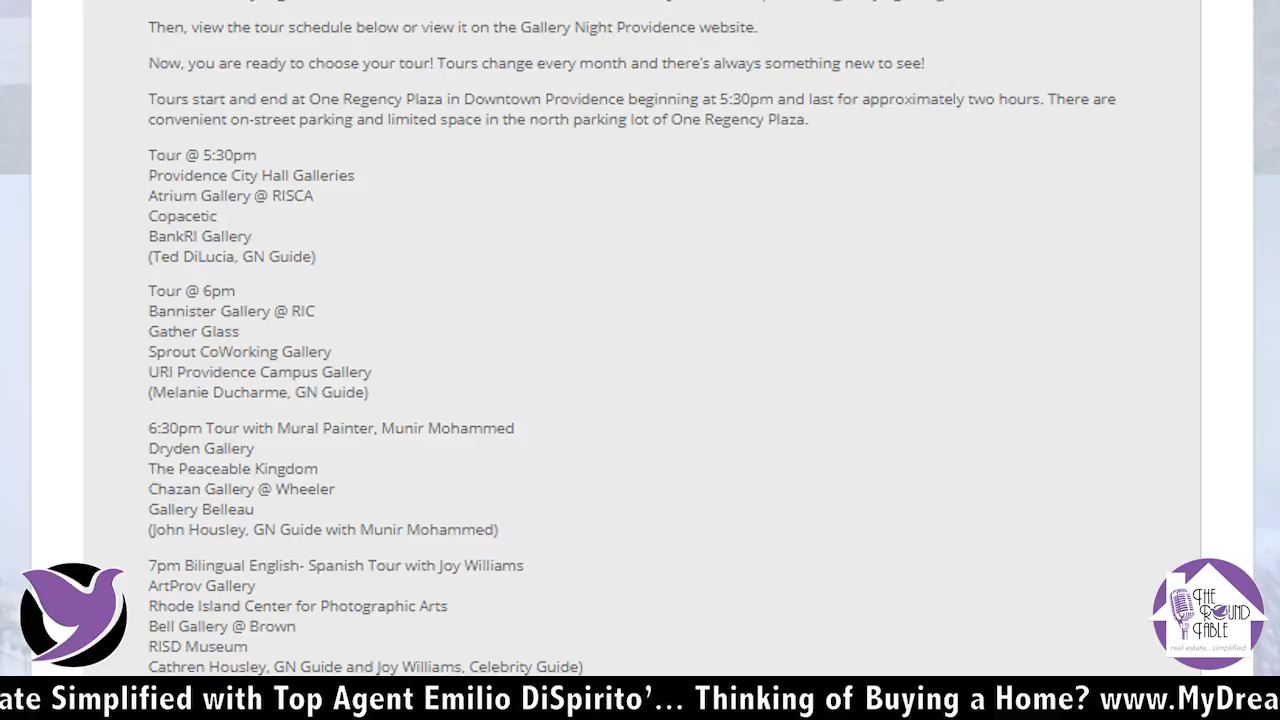 Then, view the tour schedule below or view it on the Gallery Night Providence website.
Now, you are ready to choose your tour! Tours change every month and there's always something new to see!
Tours start and end at One Regency Plaza in Downtown Providence beginning at 5:30pm and last for approximately two hours. There are
convenient on-street parking and limited space in the north parking lot of One Regency Plaza.
Tour @ 5:30pm
Providence City Hall Galleries
Atrium Gallery @ RISCA
Copacetic
BankRI Gallery
(Ted DiLucia, GN Guide)
Tour @ 6pm
Bannister Gallery @ RIC
Gather Glass
Sprout CoWorking Gallery
URI Providence Campus Gallery
(Melanie Ducharme, GN Guide)
6:30pm Tour with Mural Painter, Munir Mohammed
Dryden Gallery
The Peaceable Kingdom
Chazan Gallery @ Wheeler
Gallery Belleau
(John Housley, GN Guide with Munir Mohammed)
7pm Bilingual English- Spanish Tour with Joy Williams
ArtProv Gallery
Rhode Island Center for Photographic Arts
Bell Gallery @ Brown
RISD Museum
Cathren Housley, GN Guide and Joy Williams, Celebrity Guide)
THE
ROUND
TABLE
real estate...simplified
ate Simplified with Top Agent Emilio DiSpirito'... Thinking of Buying a Home? www.MyDrea